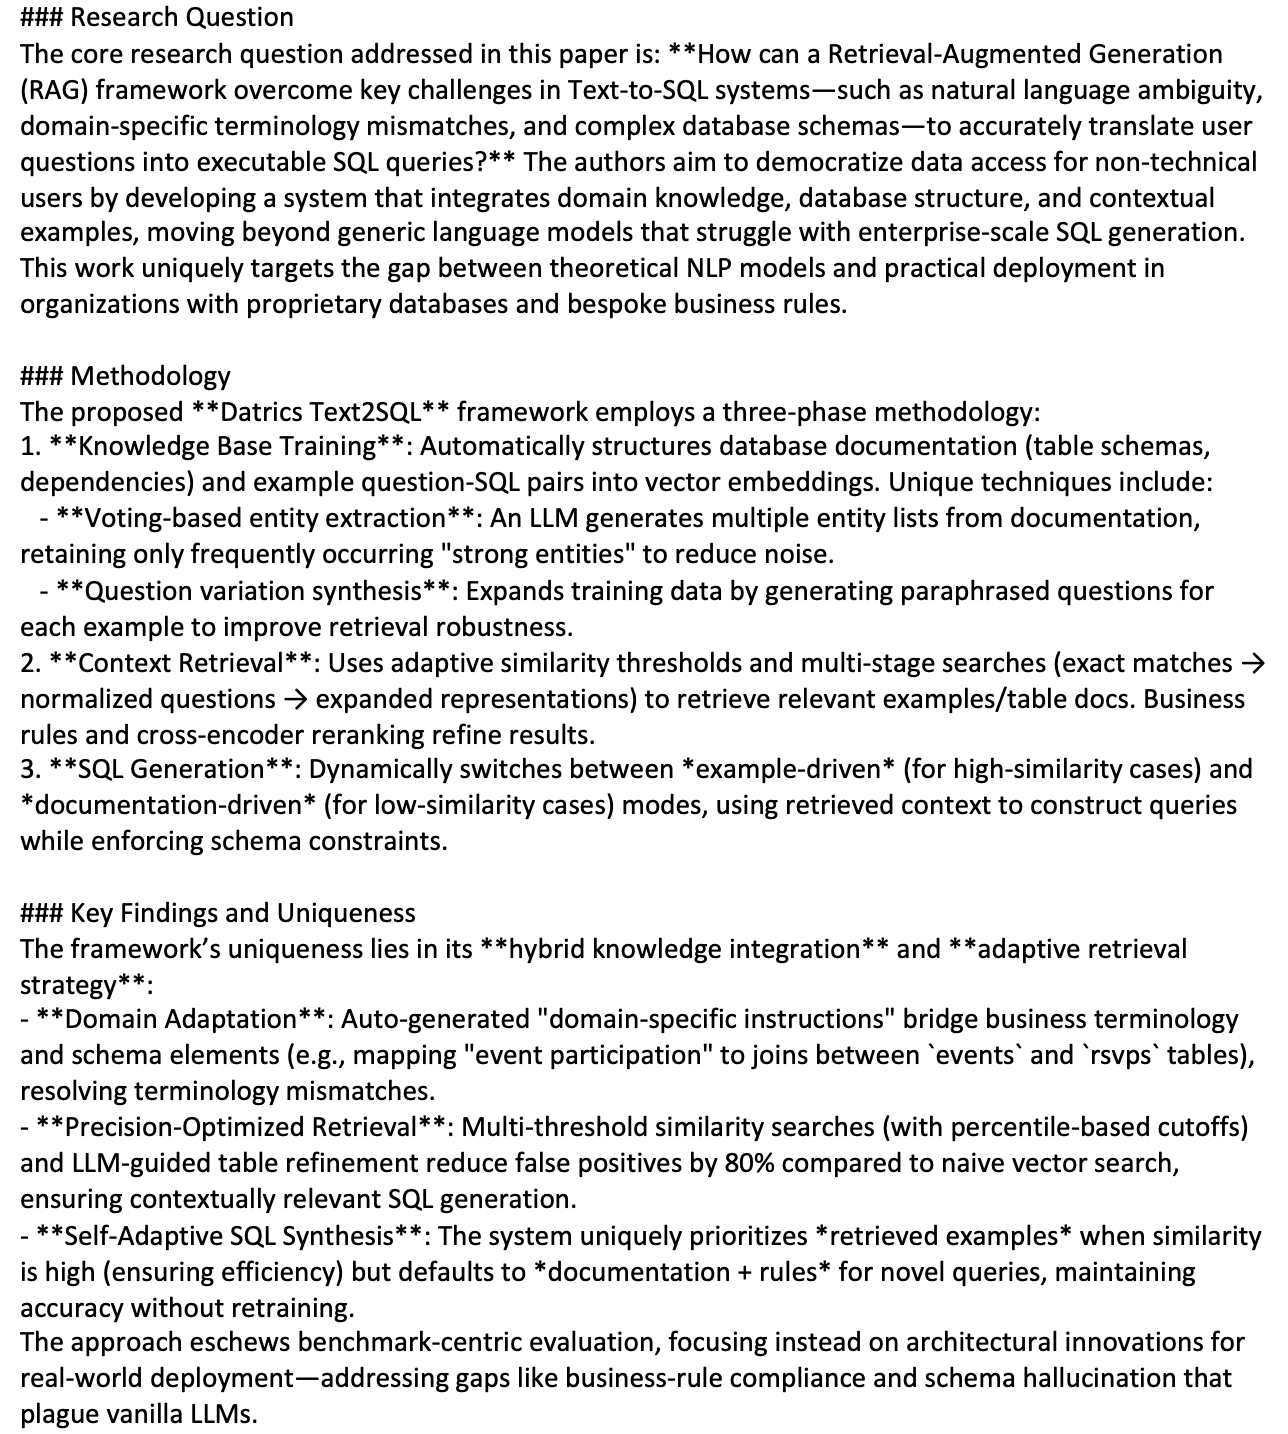 ### Research Question
The core research question addressed in this paper is: **How can a Retrieval-Augmented Generation
(RAG) framework overcome key challenges in Text-to-SQL systems—such as natural language ambiguity,
domain-specific terminology mismatches, and complex database schemas—to accurately translate user
questions into executable SQL queries?** The authors aim to democratize data access for non-technical
users by developing a system that integrates domain knowledge, database structure, and contextual
examples, moving beyond generic language models that struggle with enterprise-scale SQL generation.
This work uniquely targets the gap between theoretical NLP models and practical deployment in
organizations with proprietary databases and bespoke business rules.

### Methodology
The proposed **Datrics Text2SQL** framework employs a three-phase methodology:
1. **Knowledge Base Training**: Automatically structures database documentation (table schemas,
dependencies) and example question-SQL pairs into vector embeddings. Unique techniques include:
- **Voting-based entity extraction**: An LLM generates multiple entity lists from documentation,
retaining only frequently occurring "strong entities" to reduce noise.
- **Question variation synthesis**: Expands training data by generating paraphrased questions for
each example to improve retrieval robustness.
2. **Context Retrieval**: Uses adaptive similarity thresholds and multi-stage searches (exact matches →
normalized questions → expanded representations) to retrieve relevant examples/table docs. Business
rules and cross-encoder reranking refine results.
3. **SQL Generation**: Dynamically switches between *example-driven* (for high-similarity cases) and
*documentation-driven* (for low-similarity cases) modes, using retrieved context to construct queries
while enforcing schema constraints.

### Key Findings and Uniqueness
The framework’s uniqueness lies in its **hybrid knowledge integration** and **adaptive retrieval
strategy**:
- **Domain Adaptation**: Auto-generated "domain-specific instructions" bridge business terminology
and schema elements (e.g., mapping "event participation" to joins between `events` and `rsvps` tables),
resolving terminology mismatches.
- **Precision-Optimized Retrieval**: Multi-threshold similarity searches (with percentile-based cutoffs)
and LLM-guided table refinement reduce false positives by 80% compared to naive vector search,
ensuring contextually relevant SQL generation.
- **Self-Adaptive SQL Synthesis**: The system uniquely prioritizes *retrieved examples* when similarity
is high (ensuring efficiency) but defaults to *documentation + rules* for novel queries, maintaining
accuracy without retraining.
The approach eschews benchmark-centric evaluation, focusing instead on architectural innovations for
real-world deployment—addressing gaps like business-rule compliance and schema hallucination that
plague vanilla LLMs.